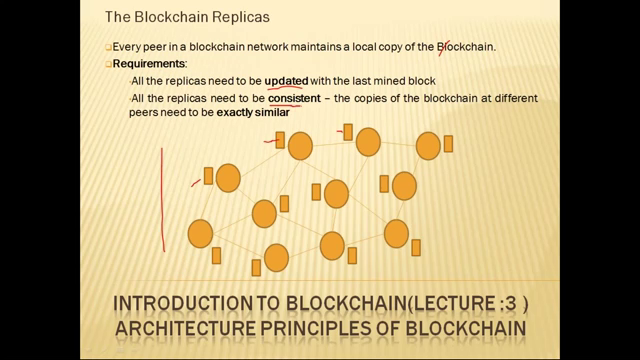 The Blockchain Replicas
Every peer in a blockchain network maintains a local copy of the Blockchain.
Requirements:
All the replicas need to be updated with the last mined block
All the replicas need to be consistent – the copies of the blockchain at different
peers need to be exactly similar
INTRODUCTION TO BLOCKCHAIN(LECTURE :3 )
ARCHITECTURE PRINCIPLES OF BLOCKCHAIN